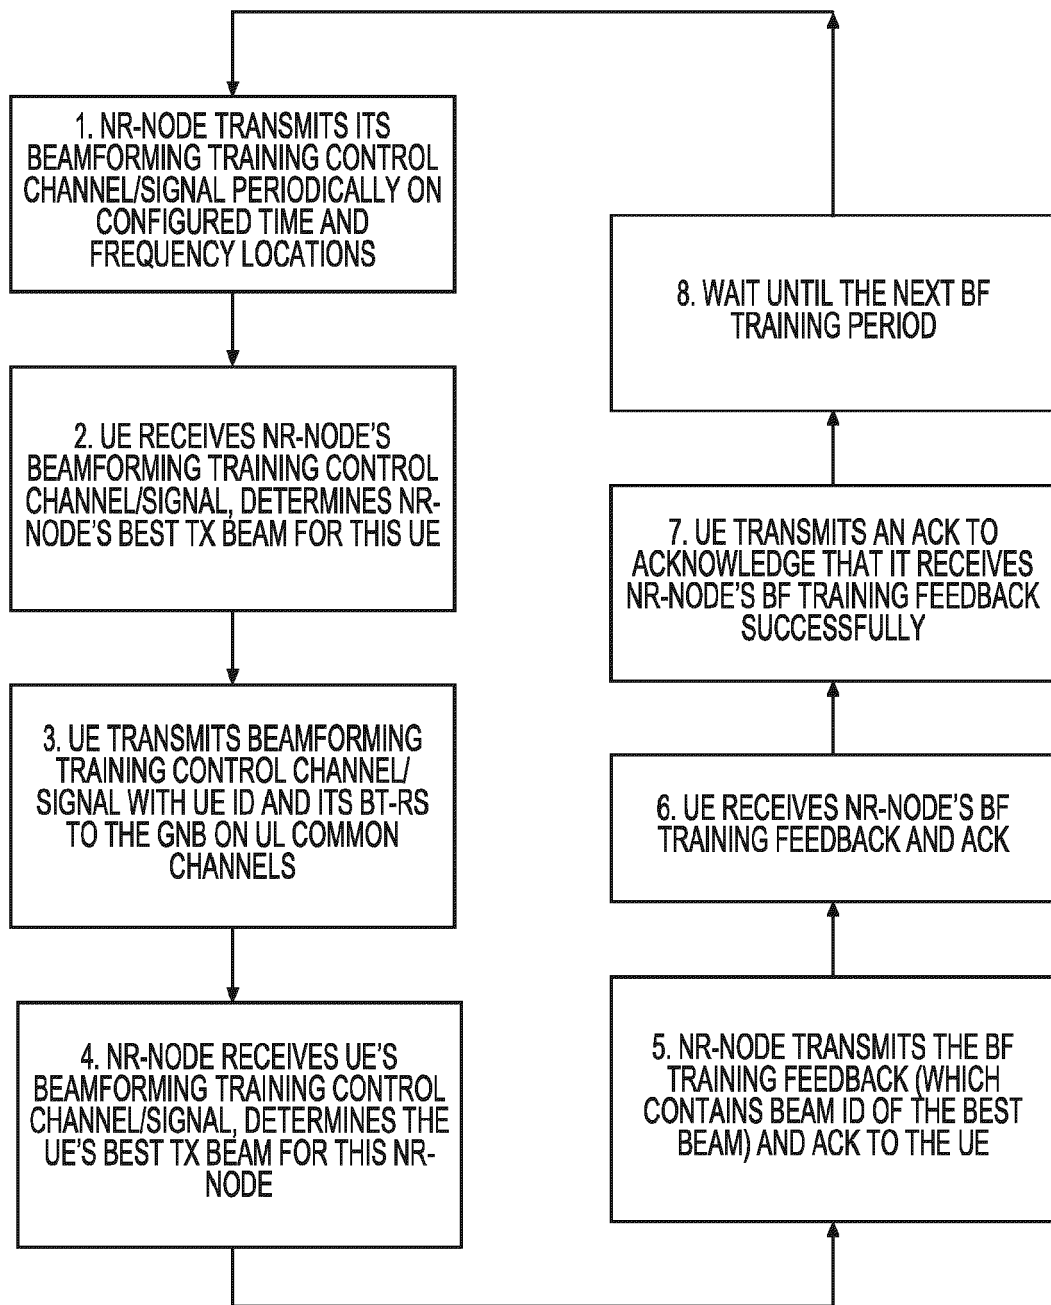 1. NR-NODE TRANSMITS ITS
BEAMFORMING TRAINING CONTROL
CHANNEL/SIGNAL PERIODICALLY ON
CONFIGURED TIME AND
FREQUENCY LOCATIONS
2. UE RECEIVES NR-NODE'S
BEAMFORMING TRAINING CONTROL
CHANNEL/SIGNAL, DETERMINES NR-
NODE'S BEST TX BEAM FOR THIS UE
3. UE TRANSMITS BEAMFORMING
TRAINING CONTROL CHANNEL/
SIGNAL WITH UE ID AND ITS BT-RS
TO THE GNB ON UL COMMON
CHANNELS
4. NR-NODE RECEIVES UE'S
BEAMFORMING TRAINING CONTROL
CHANNEL/SIGNAL, DETERMINES THE
UE'S BEST TX BEAM FOR THIS NR-
NODE
5. NR-NODE TRANSMITS THE BF
TRAINING FEEDBACK (WHICH
CONTAINS BEAM ID OF THE BEST
BEAM) AND ACK TO THE UE
6. UE RECEIVES NR-NODE'S BF
TRAINING FEEDBACK AND ACK
7. UE TRANSMITS AN ACK TO
ACKNOWLEDGE THAT IT RECEIVES
NR-NODE'S BF TRAINING FEEDBACK
SUCCESSFULLY
8. WAIT UNTIL THE NEXT BF
TRAINING PERIOD